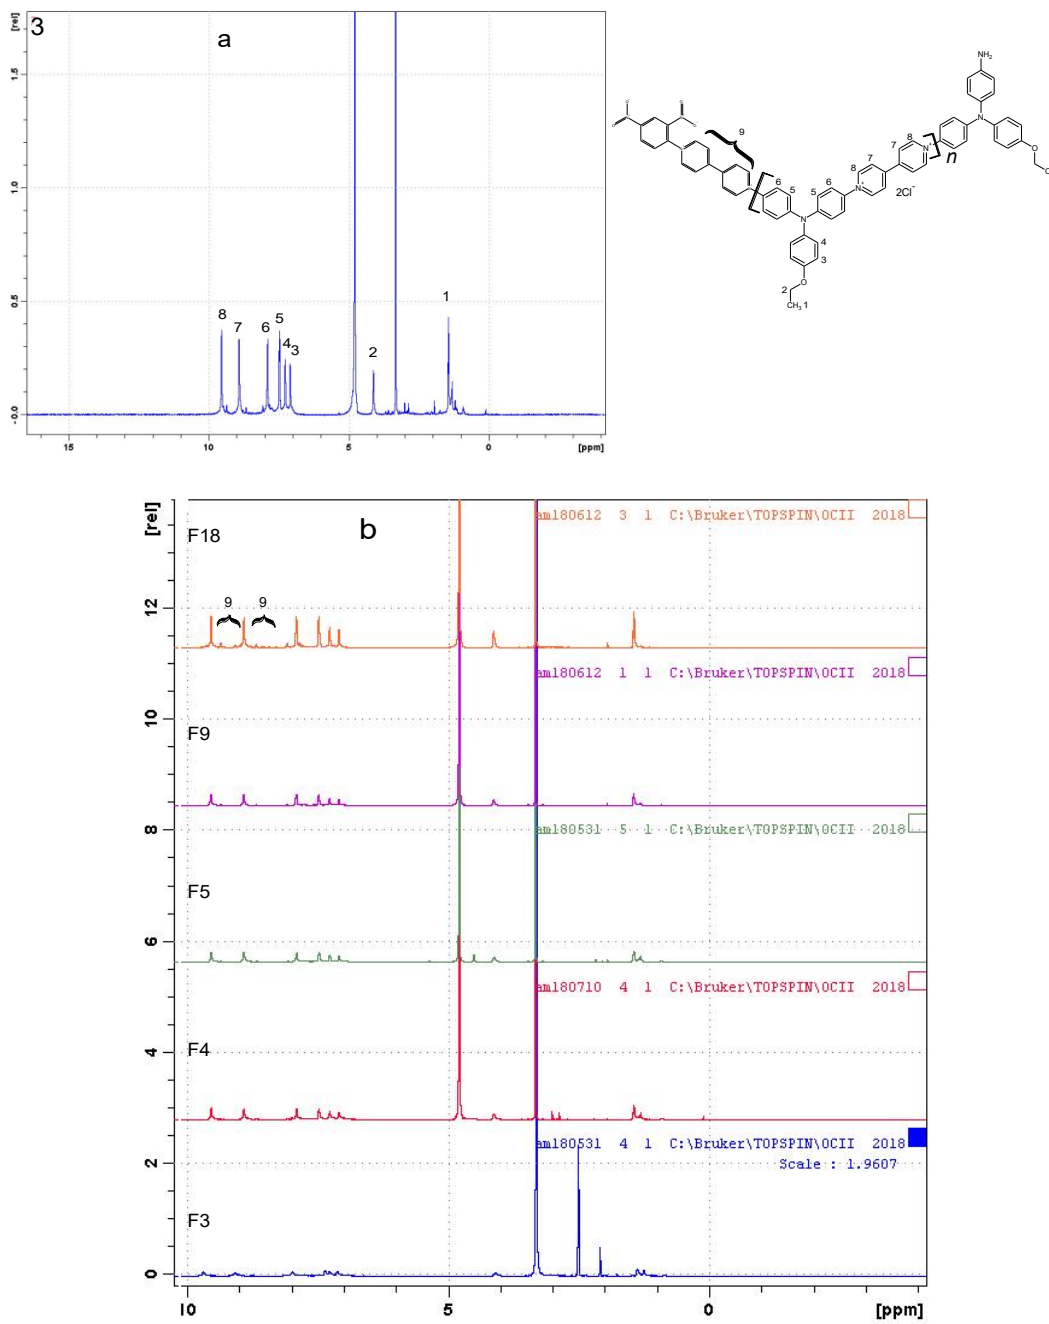 3
a
[rel]
1.5
1.0
0.5
0.0
8
7
6
5
4
3
2
1
15
10
5
0
[ppm]
NH2
N
O
9
8
7
N+
n
8
7
N+
2Cl-
6
5
5
6
N
4
3
O
2
CH3 1
b
[rel]
F18
am180612 3 1 C:\Bruker\TOPSPIN\OCII 2018
9
9
12
am180612 1 1 C:\Bruker\TOPSPIN\OCII 2018
10
F9
am180531 5 1 C:\Bruker\TOPSPIN\OCII 2018
8
F5
6
am180710 4 1 C:\Bruker\TOPSPIN\OCII 2018
4
F4
am180531 4 1 C:\Bruker\TOPSPIN\OCII 2018
2
Scale : 1.9607
F3
0
10
5
0
[ppm]